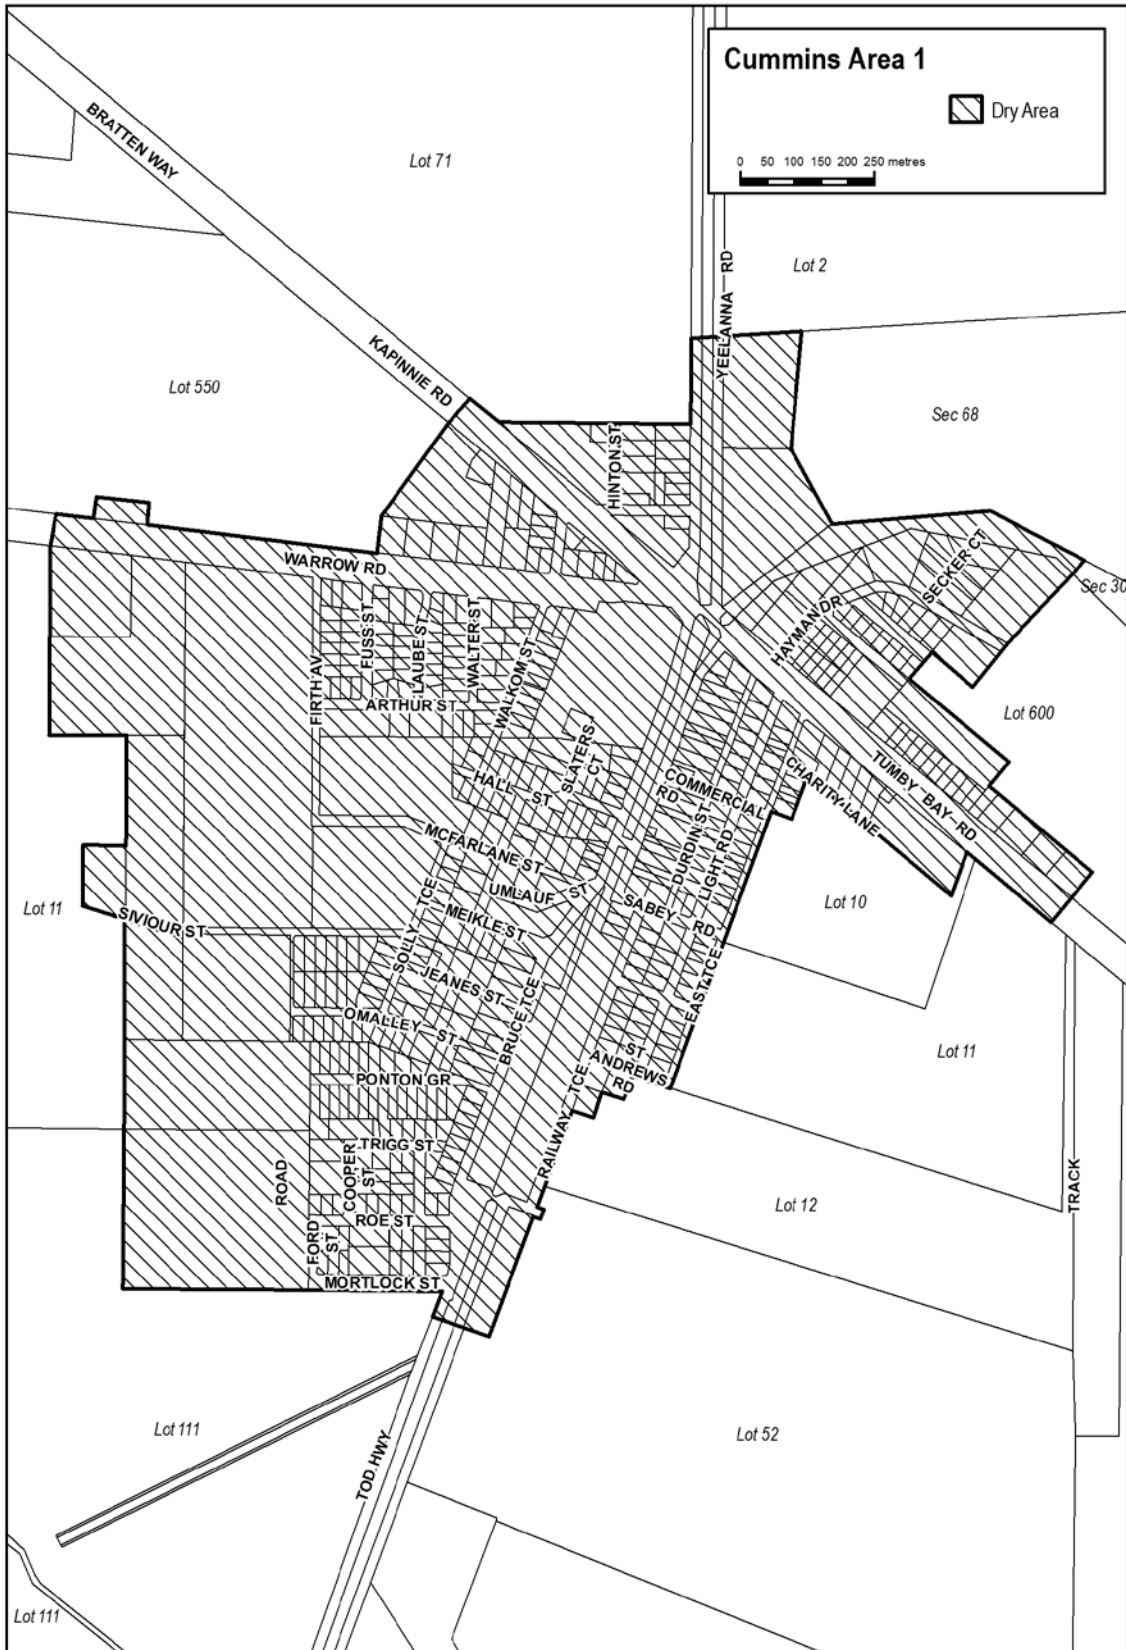 Cummins Area 1
Dry Area
0 50 100 150 200 250 metres
BRATTEN WAY
Lot 71
Lot 2
YEELANNA RD
KAPINNIE RD
Lot 550
Sec 68
HINTON ST
SECKER CT
Sec 30
WARROW RD
HAYMAN DR
FUSS ST
LAUBE ST
WALTER ST
WALKOM ST
FIRTH AV
ARTHUR ST
Lot 600
SLATERS
CT
HALL ST
COMMERCIAL
RD
CHARITY LANE
TUMBY BAY RD
MCFARLANE ST
DURDIN ST
LIGHT RD
UMLAUF ST
SABEY RD
Lot 10
Lot 11
SIVIOUR ST
SOLLY TCE
MEIKLE ST
JEANES ST
BRUCE TCE
EAST TCE
OMALLEY ST
Lot 11
ST
ANDREWS
RD
PONTON GR
RAILWAY TCE
TRIGG ST
ROAD
COOPER
ST
TRACK
Lot 12
ROE ST
FORD
ST
MORTLOCK ST
Lot 111
Lot 52
TOD HWY
Lot 111